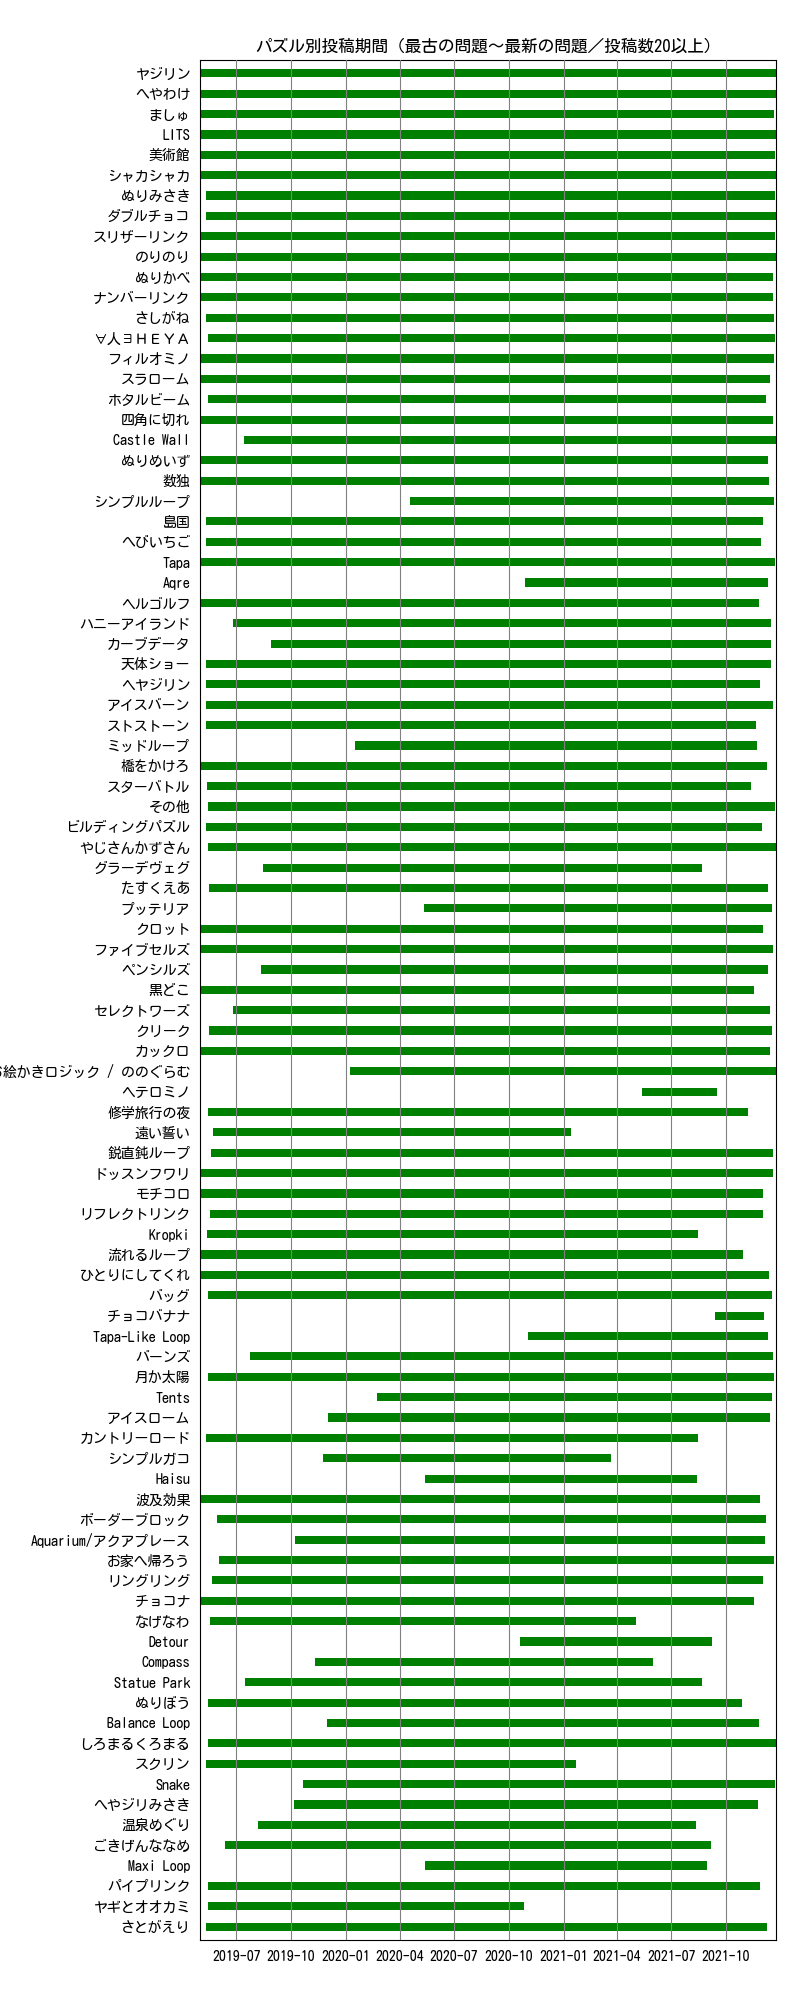 パズル別投稿期間（最古の問題～最新の問題／投稿数20以上）
ヤジリン
へやわけ
ましゅ
LITS
美術館
シャカシャカ
ぬりみさき
ダブルチョコ
スリザーリンク
のりのり
ぬりかべ
ナンバーリンク
さしがね
∀人∃ＨＥＹＡ
フィルオミノ
スラローム
ホタルビーム
四角に切れ
Castle Wall
ぬりめいず
数独
シンプルループ
島国
へびいちご
Tapa
Aqre
ヘルゴルフ
ハニーアイランド
カーブデータ
天体ショー
ヘヤジリン
アイスバーン
ストストーン
ミッドループ
橋をかけろ
スターバトル
その他
ビルディングパズル
やじさんかずさん
グラーデヴェグ
たすくえあ
プッテリア
クロット
ファイブセルズ
ペンシルズ
黒どこ
セレクトワーズ
クリーク
カックロ
絵かきロジック / ののぐらむ
ヘテロミノ
修学旅行の夜
遠い誓い
鋭直鈍ループ
ドッスンフワリ
モチコロ
リフレクトリンク
Kropki
流れるループ
ひとりにしてくれ
バッグ
チョコバナナ
Tapa-Like Loop
バーンズ
月か太陽
Tents
アイスローム
カントリーロード
シンプルガコ
Haisu
波及効果
ボーダーブロック
Aquarium/アクアプレース
お家へ帰ろう
リングリング
チョコナ
なげなわ
Detour
Compass
Statue Park
ぬりぼう
Balance Loop
しろまるくろまる
スクリン
Snake
へやジリみさき
温泉めぐり
ごきげんななめ
Maxi Loop
パイプリンク
ヤギとオオカミ
さとがえり
2019-07 2019-10 2020-01 2020-04 2020-07 2020-10 2021-01 2021-04 2021-07 2021-10